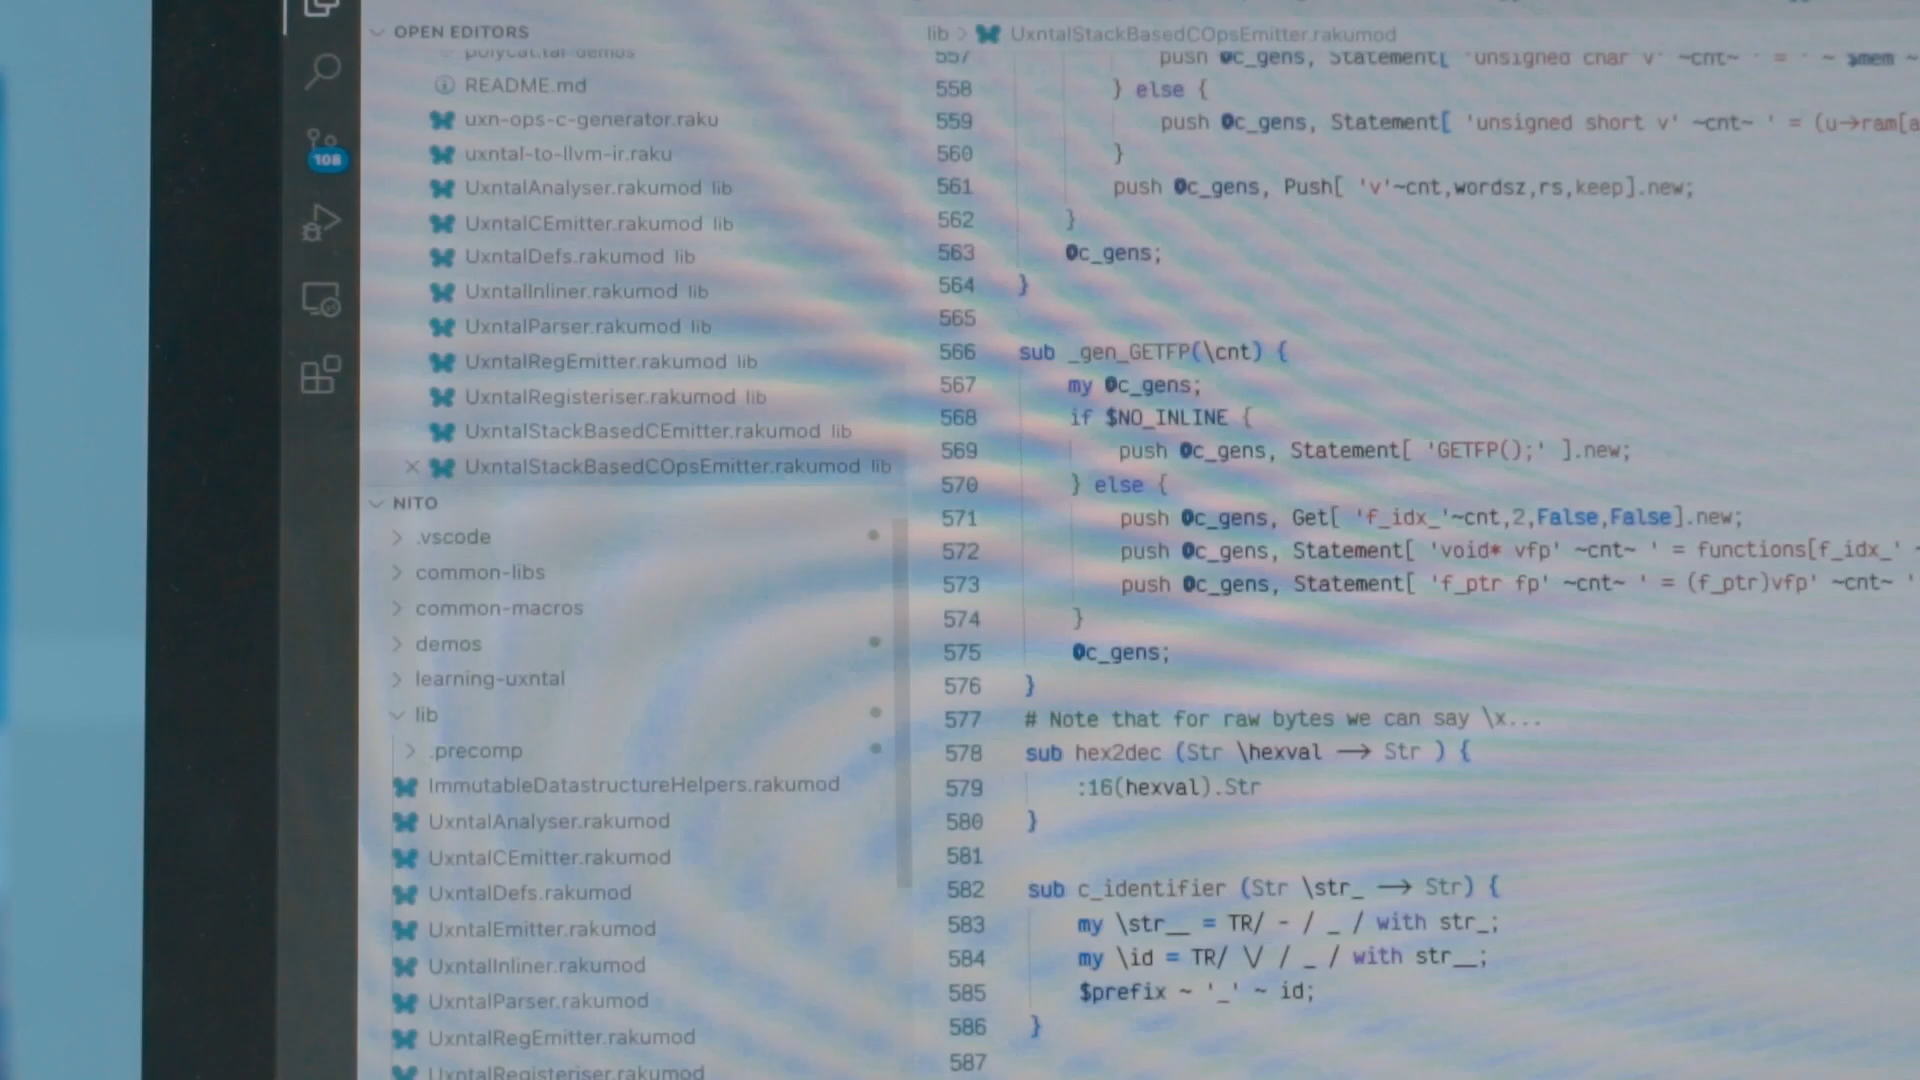 OPEN EDITORS
polycat.tal demos
README.md
uxn-ops-c-generator.raku
uxntal-to-llvm-ir.raku
108
UxntalAnalyser.rakumod lib
UxntalCEmitter.rakumod lib
UxntalDefs.rakumod lib
UxntalInliner.rakumod lib
UxntalParser.rakumod lib
UxntalRegEmitter.rakumod lib
UxntalRegisteriser.rakumod lib
UxntalStackBasedCEmitter.rakumod lib
UxntalStackBasedCOpsEmitter.rakumod lib
NITO
.vscode
common-libs
common-macros
demos
learning-uxntal
lib
.precomp
ImmutableDatastructureHelpers.rakumod
UxntalAnalyser.rakumod
UxntalCEmitter.rakumod
UxntalDefs.rakumod
UxntalEmitter.rakumod
UxntalInliner.rakumod
UxntalParser.rakumod
UxntalRegEmitter.rakumod
UxntalRegisteriser.rakumod
lib > UxntalStackBasedCOpsEmitter.rakumod
557 push @c_gens, Statement[ 'unsigned char v' ~cnt~ ' = ' ~ $mem ~
558 } else {
559 push @c_gens, Statement[ 'unsigned short v' ~cnt~ ' = (u->ram[a
560 }
561 push @c_gens, Push[ 'v'~cnt,wordsz,rs,keep].new;
562 }
563 @c_gens;
564 }
565
566 sub _gen_GETFP(\cnt) {
567 my @c_gens;
568 if $NO_INLINE {
569 push @c_gens, Statement[ 'GETFP();' ].new;
570 } else {
571 push @c_gens, Get[ 'f_idx_'~cnt,2,False,False].new;
572 push @c_gens, Statement[ 'void* vfp' ~cnt~ ' = functions[f_idx_' ~
573 push @c_gens, Statement[ 'f_ptr fp' ~cnt~ ' = (f_ptr)vfp' ~cnt~ '
574 }
575 @c_gens;
576 }
577 # Note that for raw bytes we can say \x...
578 sub hex2dec (Str \hexval --> Str ) {
579 :16(hexval).Str
580 }
581
582 sub c_identifier (Str \str_ --> Str) {
583 my \str__ = TR/ - / _ / with str_;
584 my \id = TR/ \/ / _ / with str__;
585 $prefix ~ '_' ~ id;
586 }
587